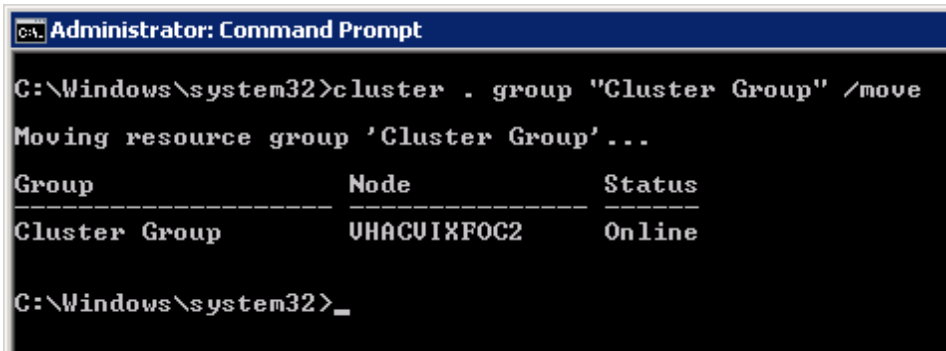 Administrator: Command Prompt
C:\Windows\system32>cluster . group "Cluster Group" /move
Moving resource group 'Cluster Group'...
Group Node Status
-------------------- --------------- ------
Cluster Group VHACVIXFOC2 Online
C:\Windows\system32>_